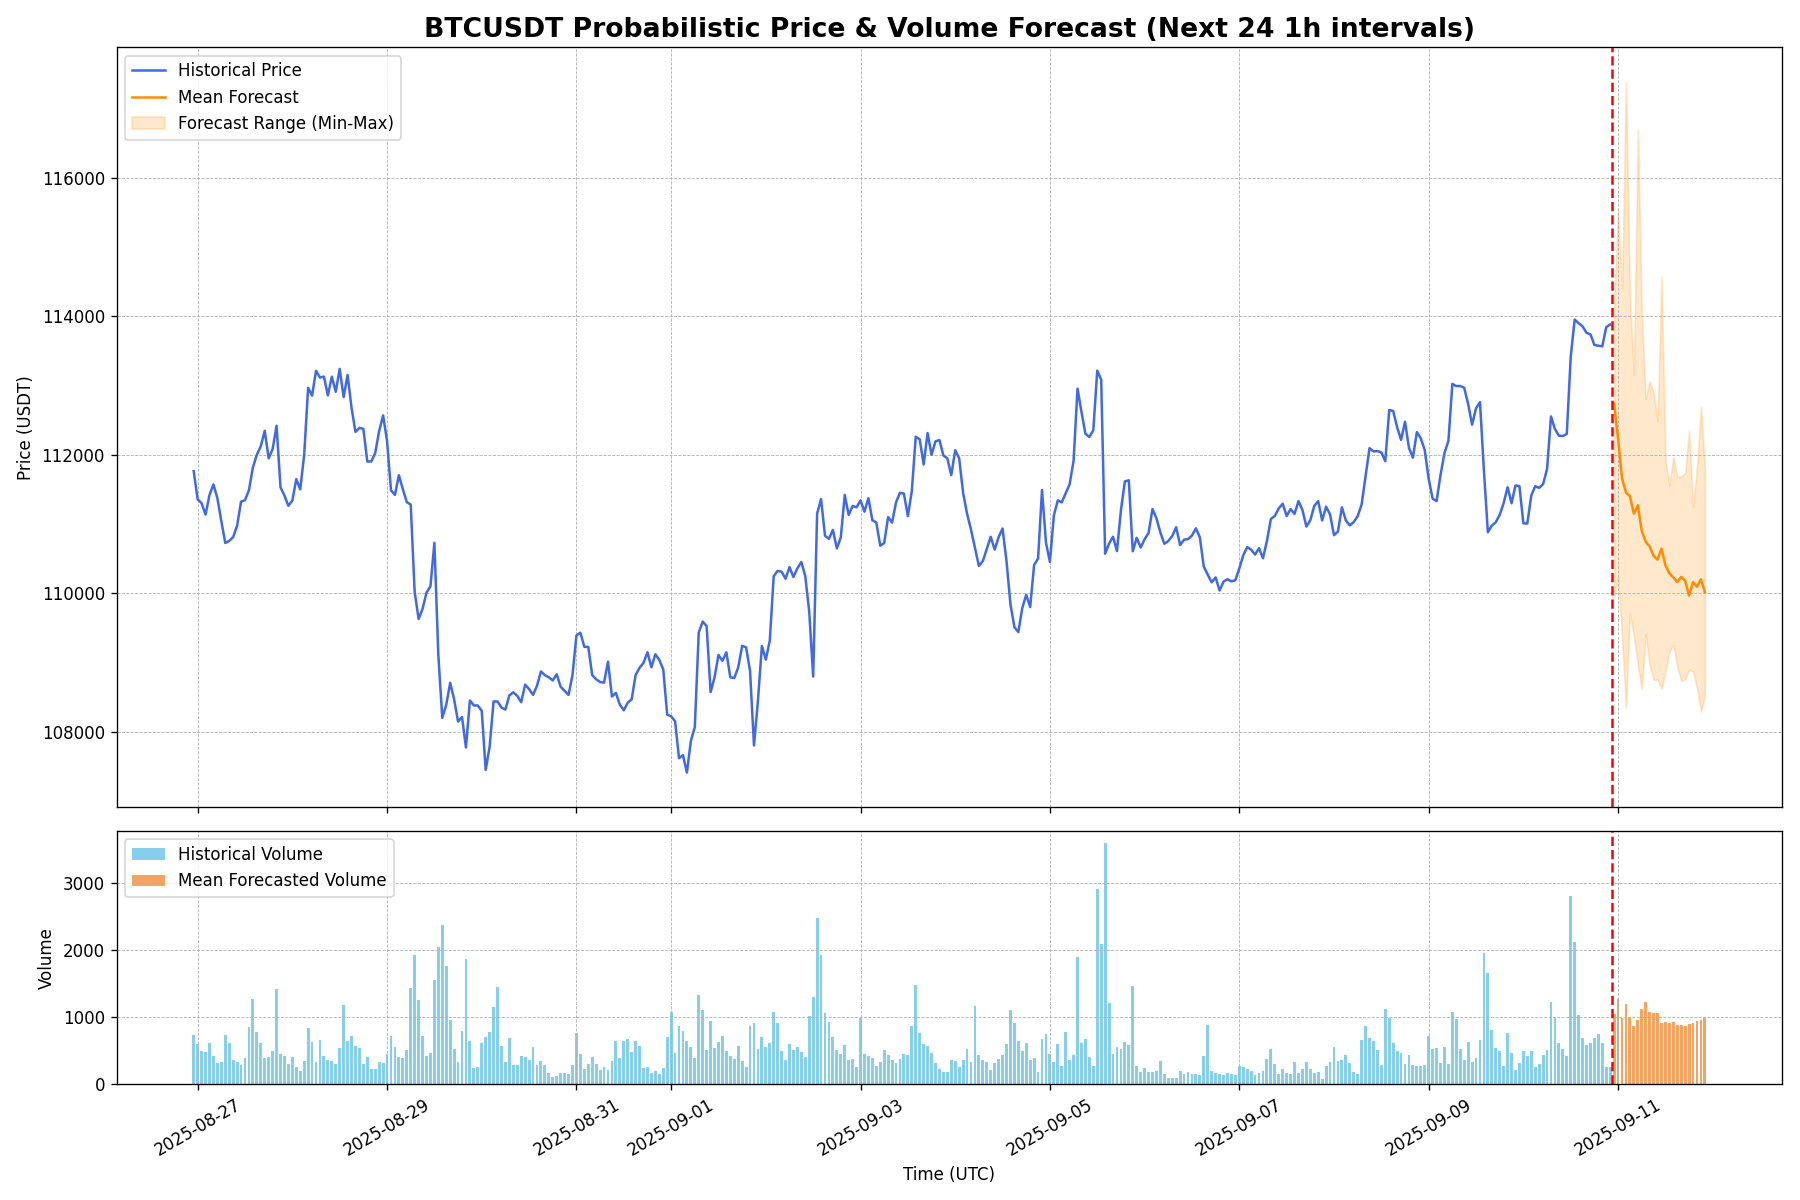 BTCUSDT Probabilistic Price & Volume Forecast (Next 24 1h intervals)
Historical Price
Mean Forecast
Forecast Range (Min-Max)
116000
114000
112000
110000
108000
Price (USDT)
Historical Volume
Mean Forecasted Volume
3000
2000
1000
0
Volume
2025-08-27
2025-08-29
2025-08-31
2025-09-01
2025-09-03
2025-09-05
2025-09-07
2025-09-09
2025-09-11
Time (UTC)